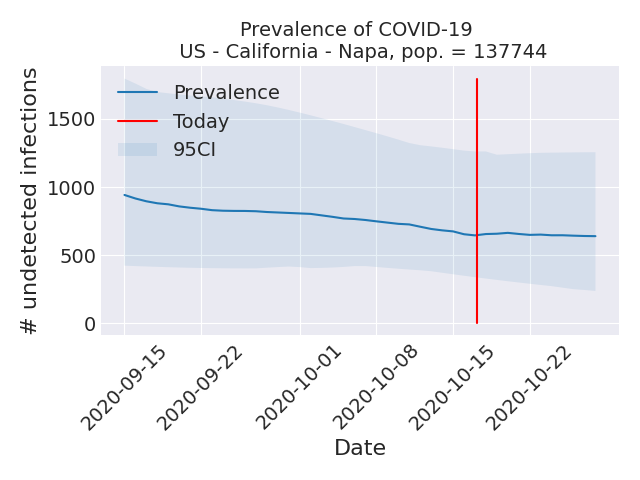 Prevalence of COVID-19
US - California - Napa, pop. = 137744
# undetected infections
1500
1000
500
0
Prevalence
Today
95CI
2020-09-15
2020-09-22
2020-10-01
2020-10-08
2020-10-15
2020-10-22
Date